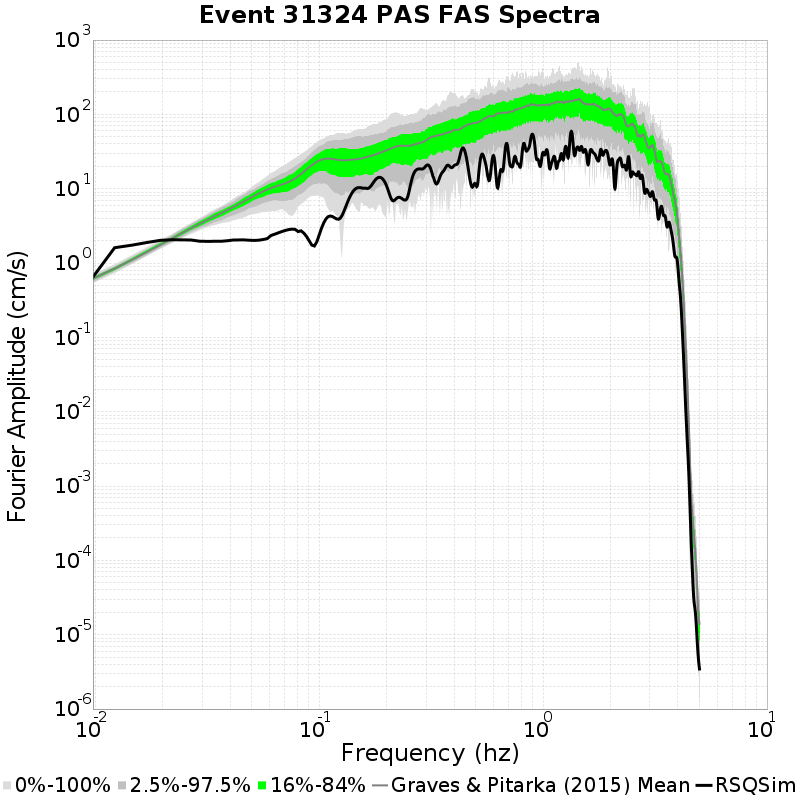 Event 31324 PAS FAS Spectra
Fourier Amplitude (cm/s)
10^3
10^2
10^1
10^0
10^-1
10^-2
10^-3
10^-4
10^-5
10^-6
10^-2 10^-1 10^0 10^1
Frequency (hz)
0%-100% 2.5%-97.5% 16%-84% Graves & Pitarka (2015) Mean RSQSim